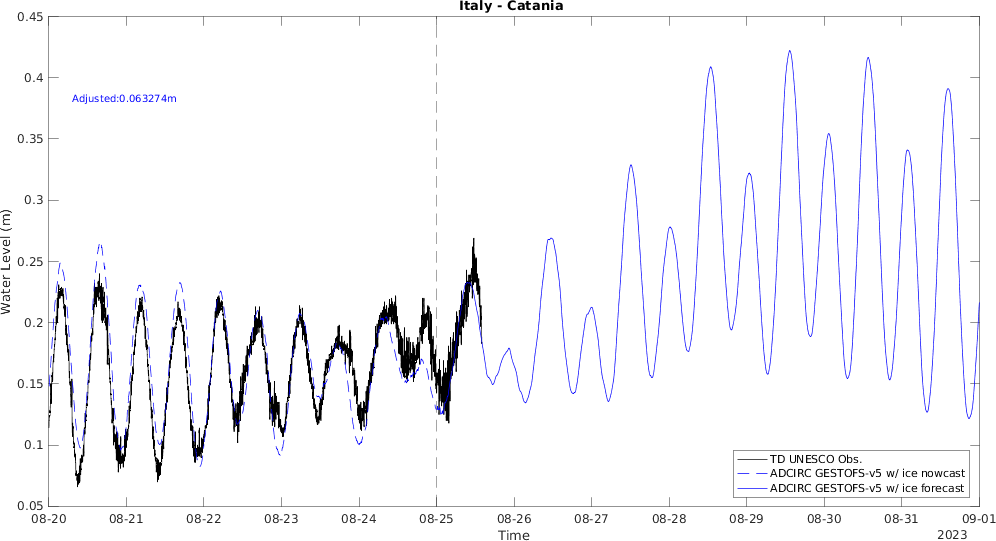 Italy - Catania
Adjusted:0.063274m
Water Level (m)
0.45
0.4
0.35
0.3
0.25
0.2
0.15
0.1
0.05
08-20 08-21 08-22 08-23 08-24 08-25 08-26 08-27 08-28 08-29 08-30 08-31 09-01
Time
2023
TD UNESCO Obs.
ADCIRC GESTOFS-v5 w/ ice nowcast
ADCIRC GESTOFS-v5 w/ ice forecast